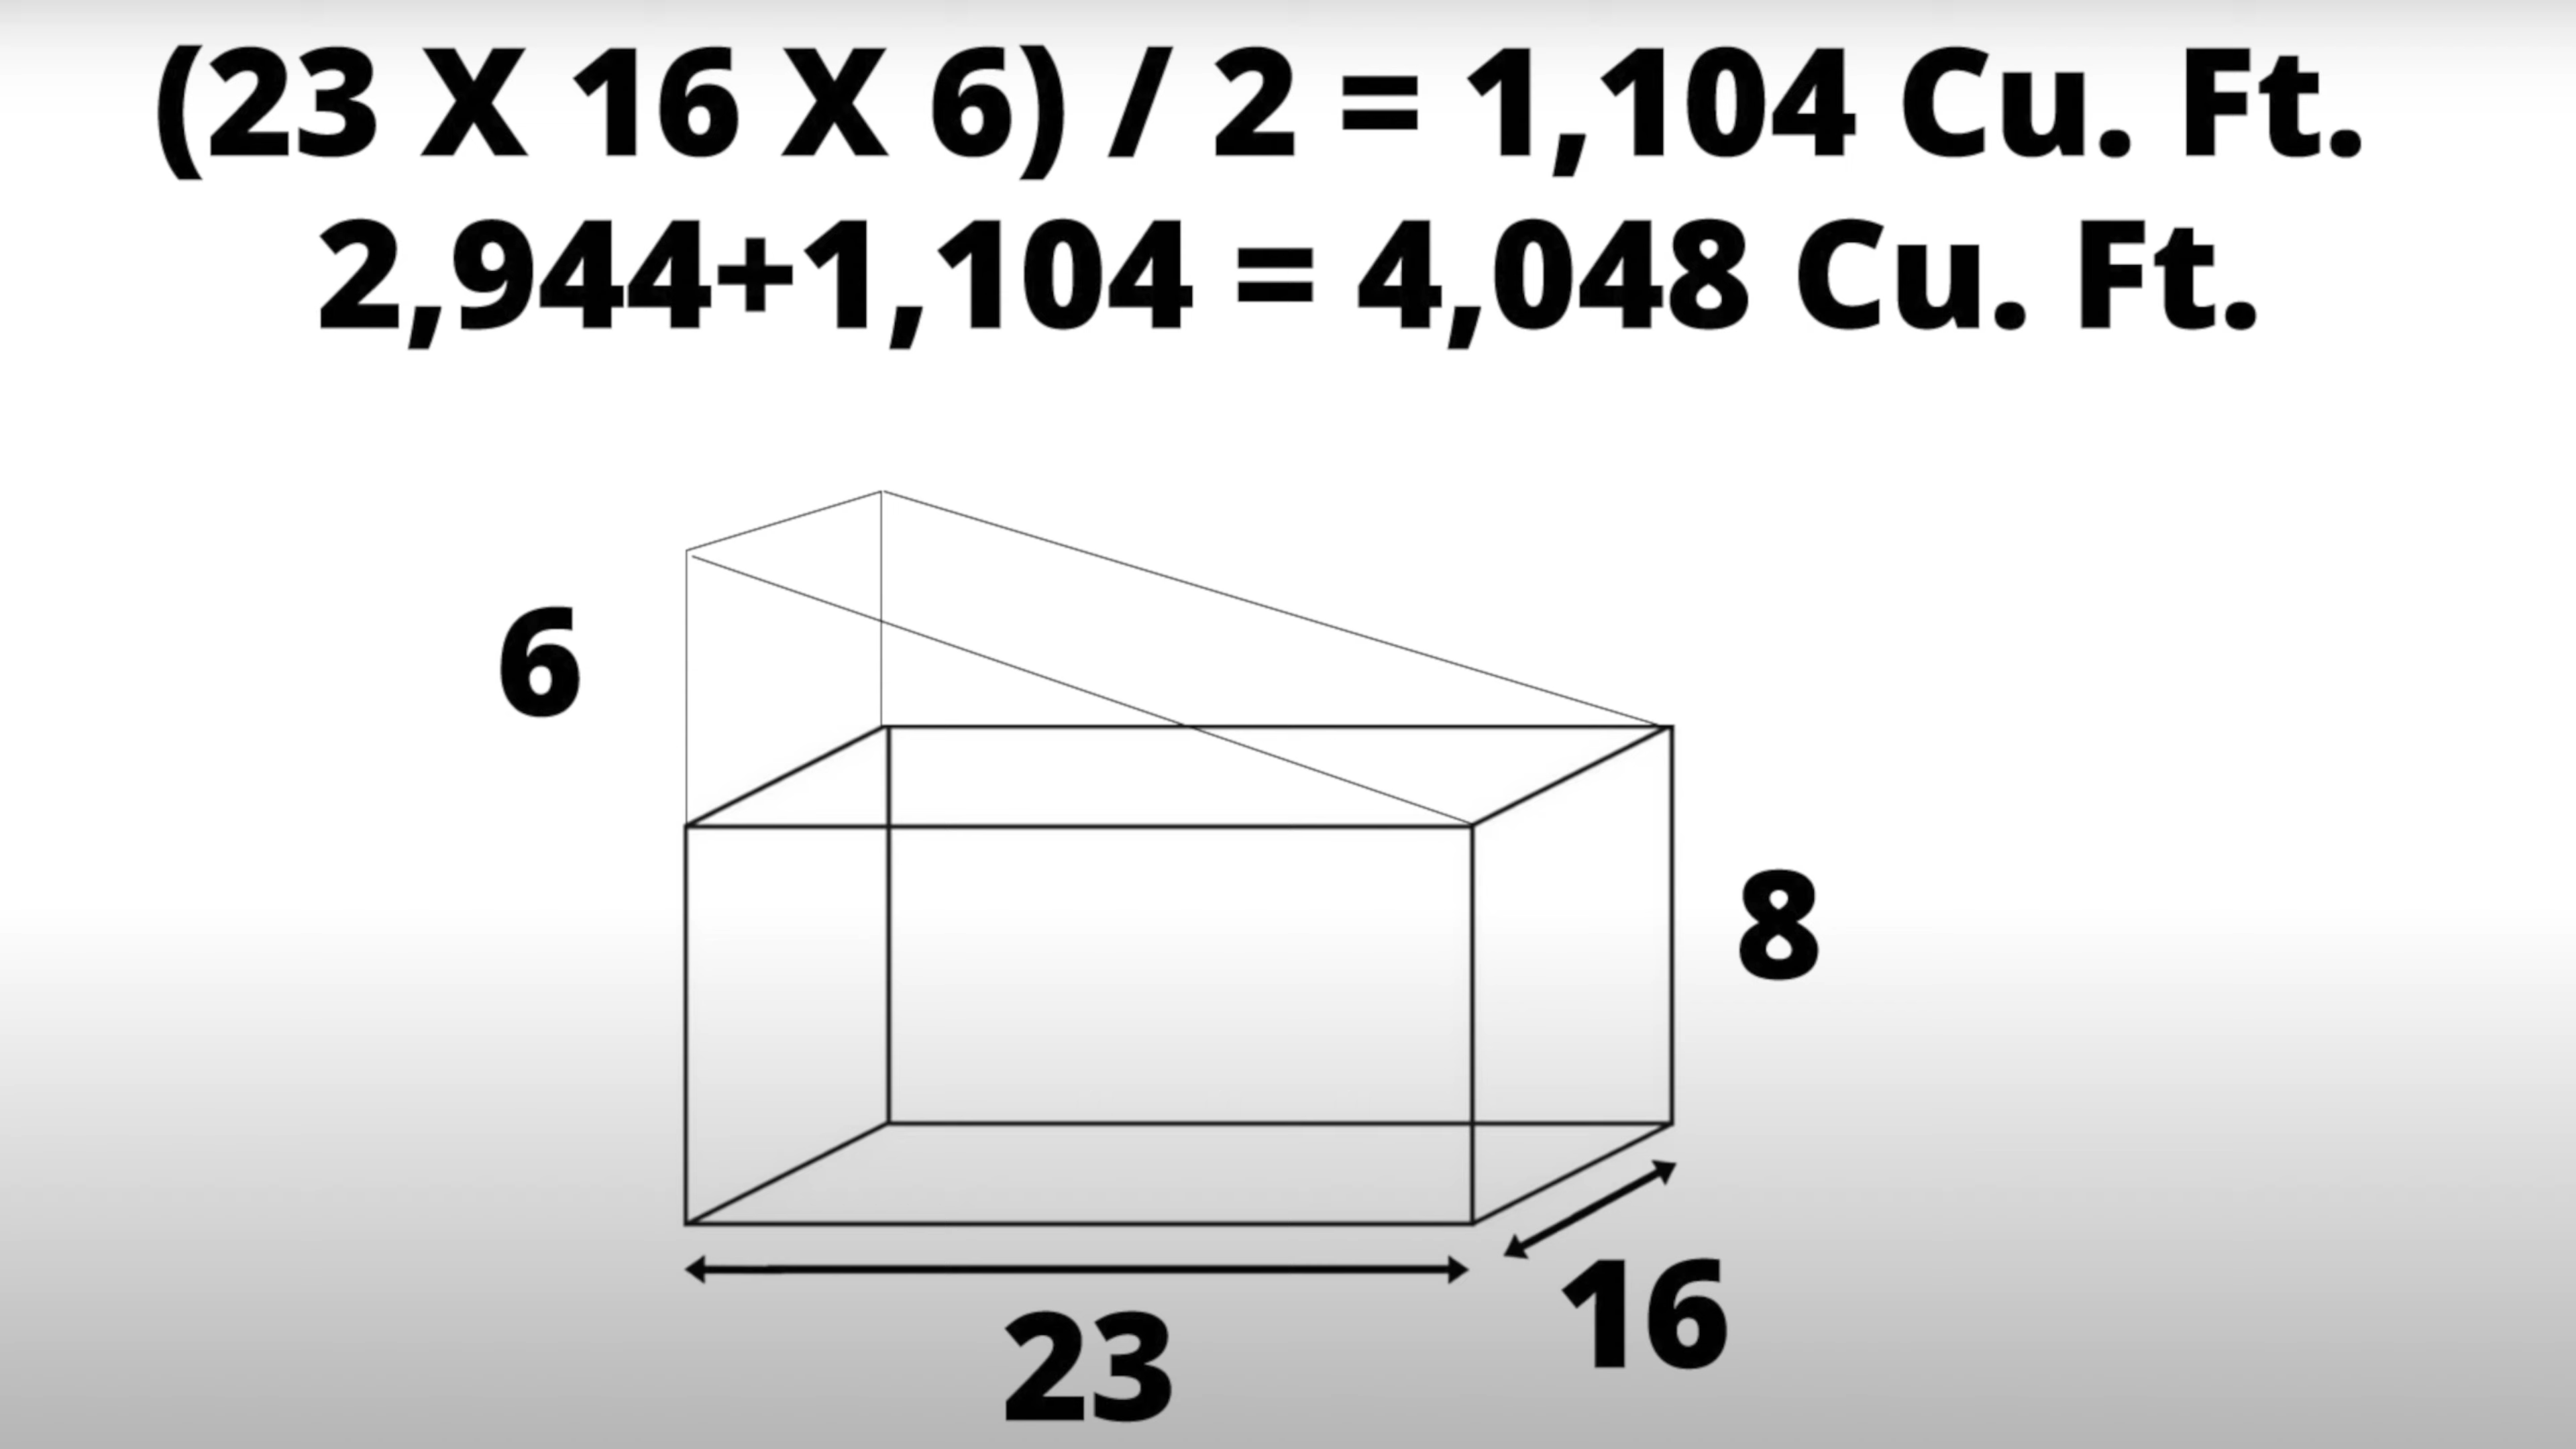 (23 X 16 X 6) / 2 = 1,104 Cu. Ft.
2,944+1,104 = 4,048 Cu. Ft.
6
8
16
23